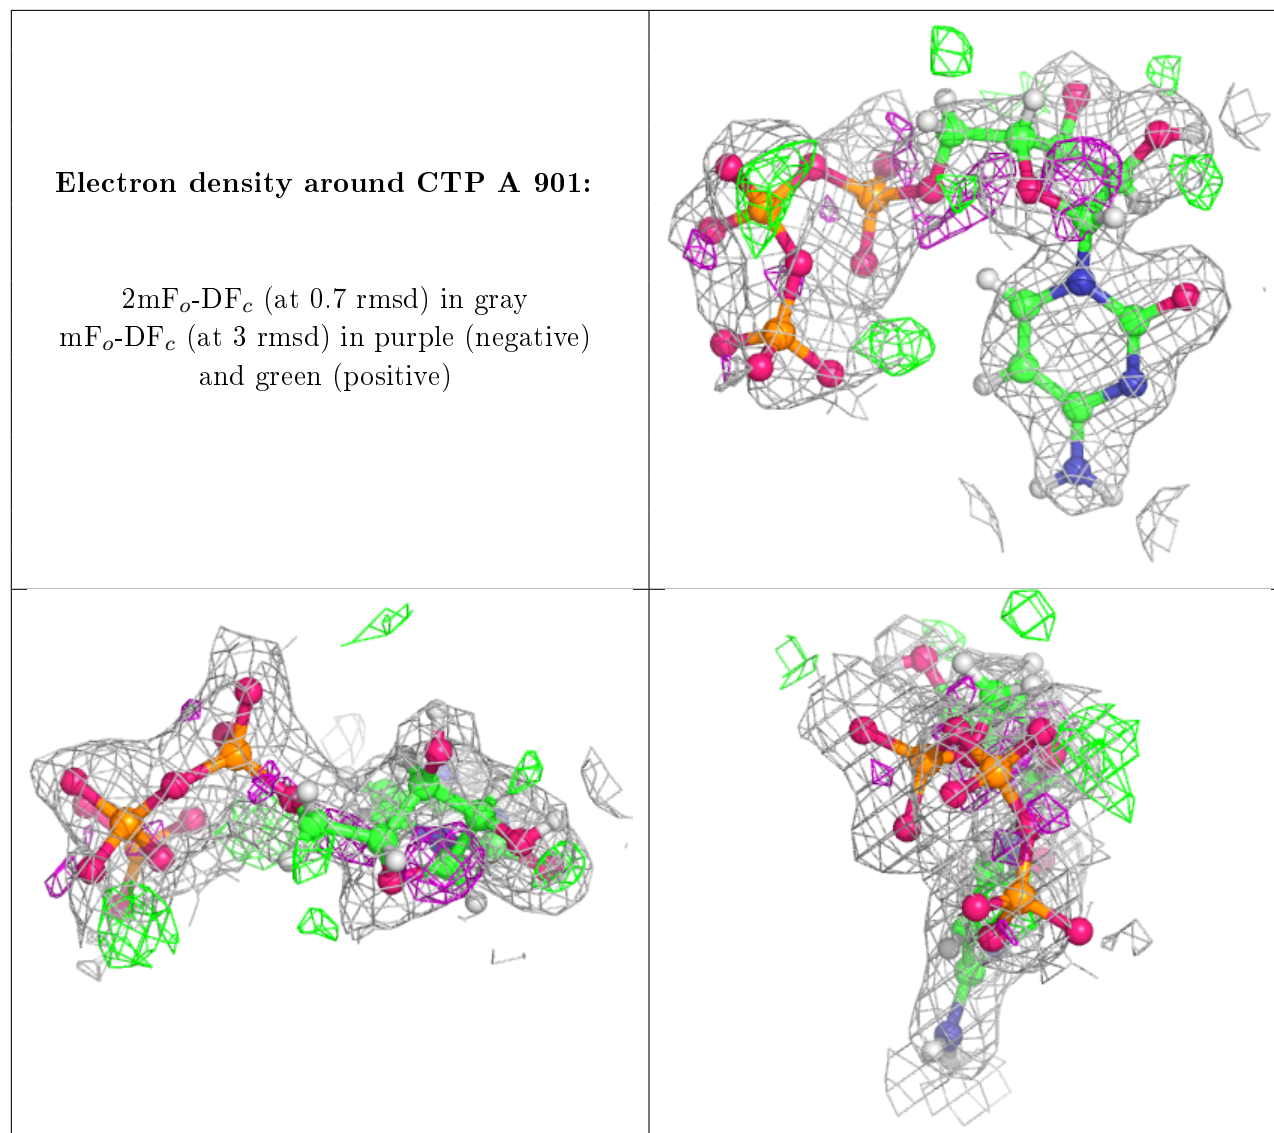 Electron density around CTP A 901:
2mFₒ-DF𝒸 (at 0.7 rmsd) in gray
mFₒ-DF𝒸 (at 3 rmsd) in purple (negative)
and green (positive)